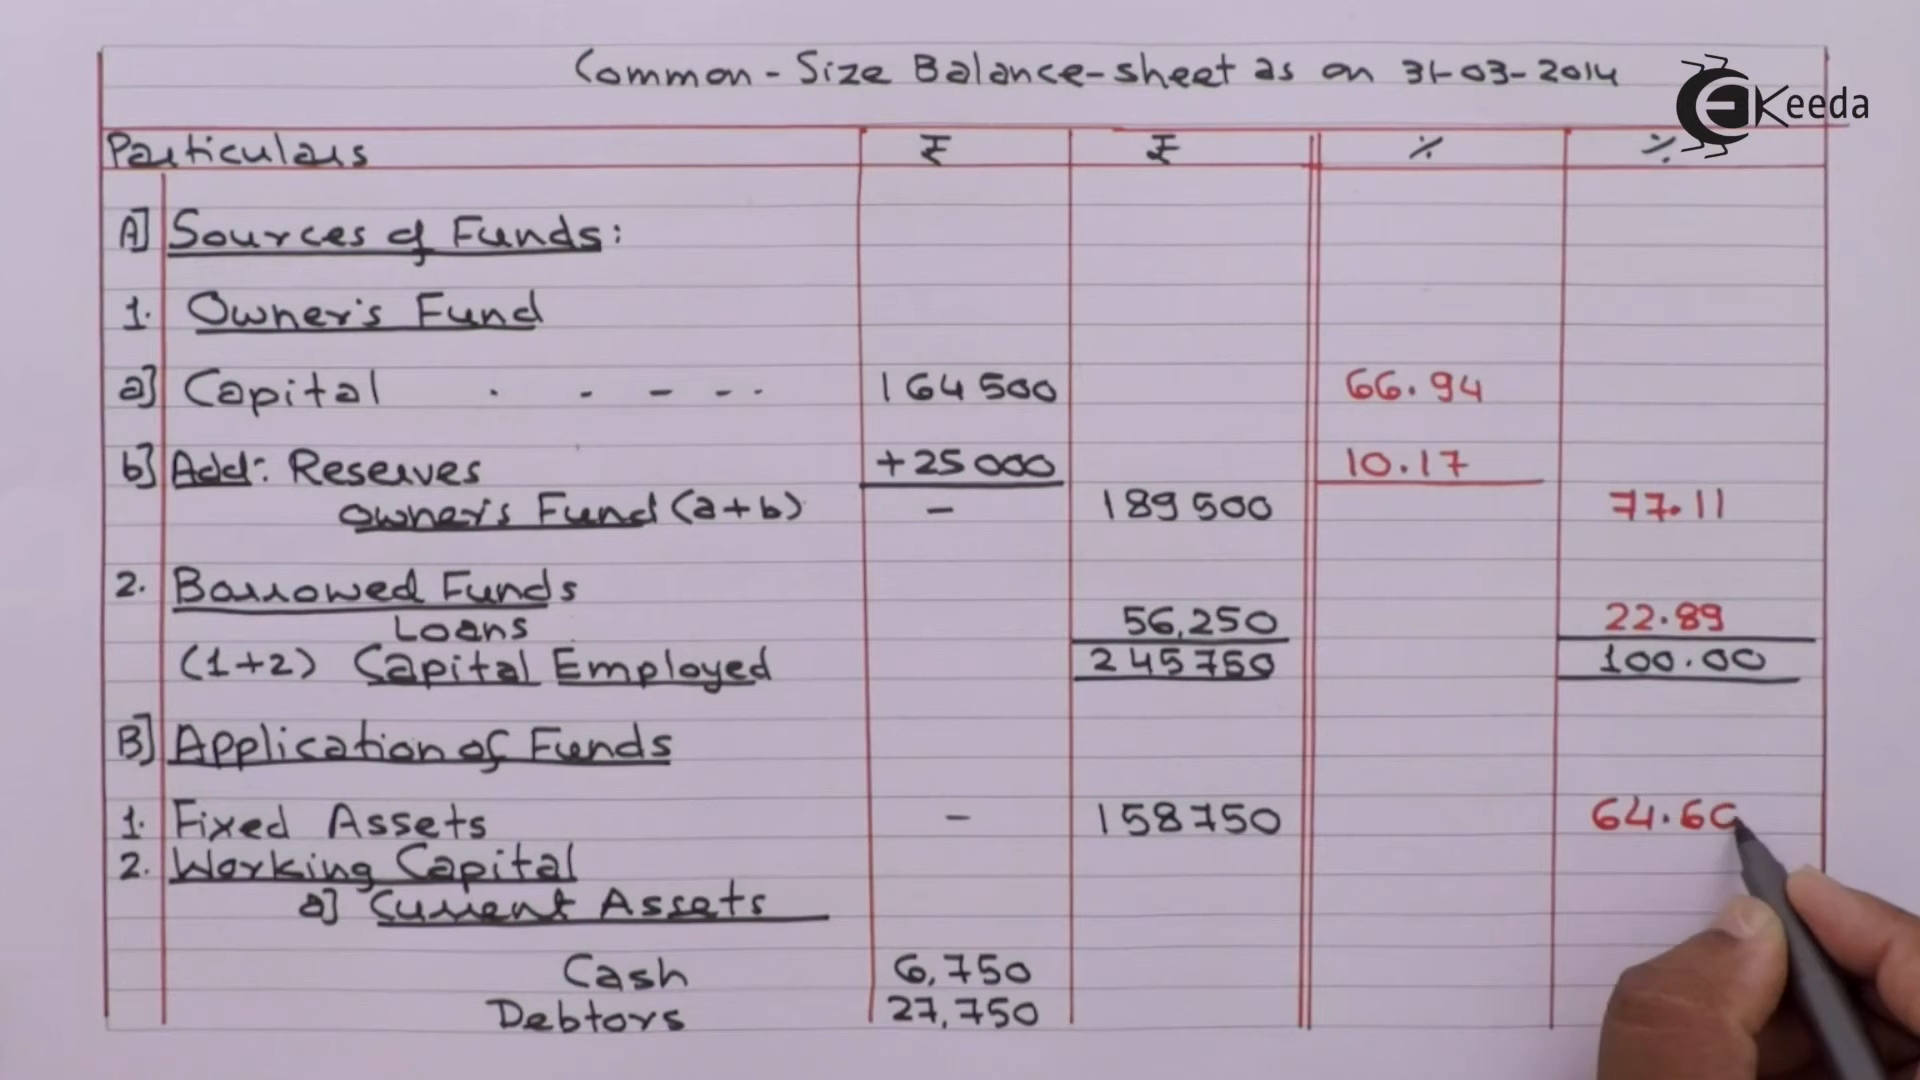 Common-Size Balance-sheet as on 31-03-2014
EKeeda
Particulars ₹ ₹ % %
A] Sources of Funds:
1. Owner's Fund
a] Capital . - - - .. 164500 66.94
b] Add: Reserves +25000 10.17
Owner's Fund (a+b) - 189500 77.11
2. Borrowed Funds
Loans 56,250 22.89
(1+2) Capital Employed 245750 100.00
B] Application of Funds
1. Fixed Assets - 158750 64.60
2. Working Capital
a] Current Assets
Cash 6,750
Debtors 27,750